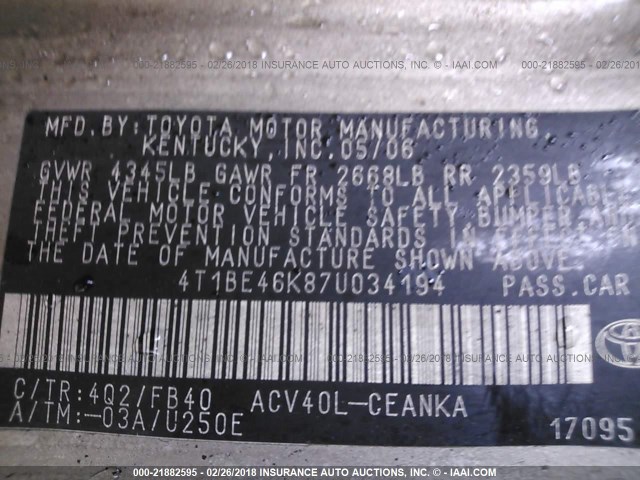 000-21882595 - 02/26/2018 INSURANCE AUTO AUCTIONS, INC. © - IAAI.COM
MFD. BY: TOYOTA MOTOR MANUFACTURING
KENTUCKY, INC. 05/06
GVWR 4345LB GAWR FR 2668LB RR 2359LB
THIS VEHICLE CONFORMS TO ALL APPLICABLE
FEDERAL MOTOR VEHICLE SAFETY BUMPER AND
THEFT PREVENTION STANDARDS IN EFFECT ON
THE DATE OF MANUFACTURE SHOWN ABOVE.
4T1BE46K87U034194 PASS.CAR
C/TR:4Q2/FB40 ACV40L-CEANKA
A/TM:-03A/U250E
17095
000-21882595 - 02/26/2018 INSURANCE AUTO AUCTIONS, INC. © - IAAI.COM